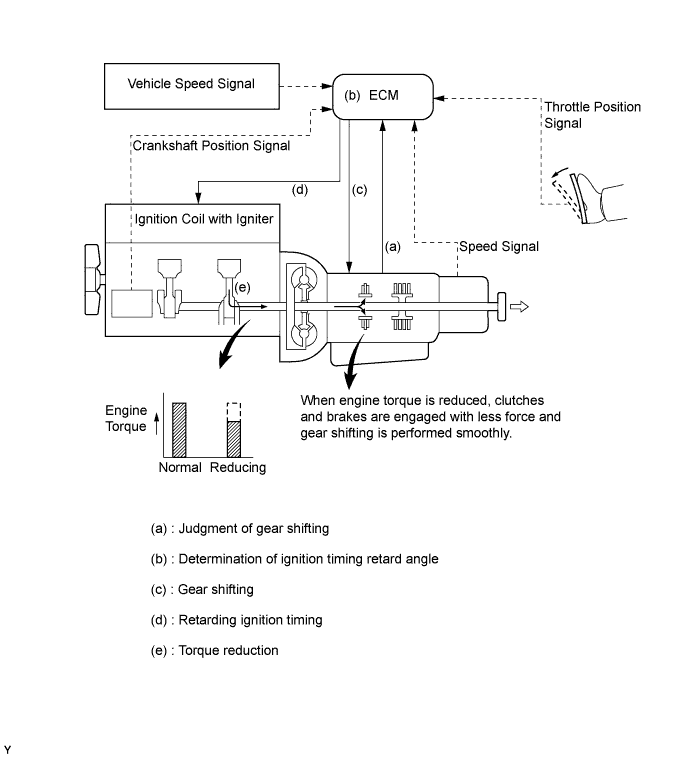 Vehicle Speed Signal
(b) ECM
Throttle Position
Signal
Crankshaft Position Signal
(d)
(c)
Ignition Coil with Igniter
(a)
Speed Signal
(e)
When engine torque is reduced, clutches
and brakes are engaged with less force and
gear shifting is performed smoothly.
Engine
Torque
Normal
Reducing
(a) : Judgment of gear shifting
(b) : Determination of ignition timing retard angle
(c) : Gear shifting
(d) : Retarding ignition timing
(e) : Torque reduction
Y